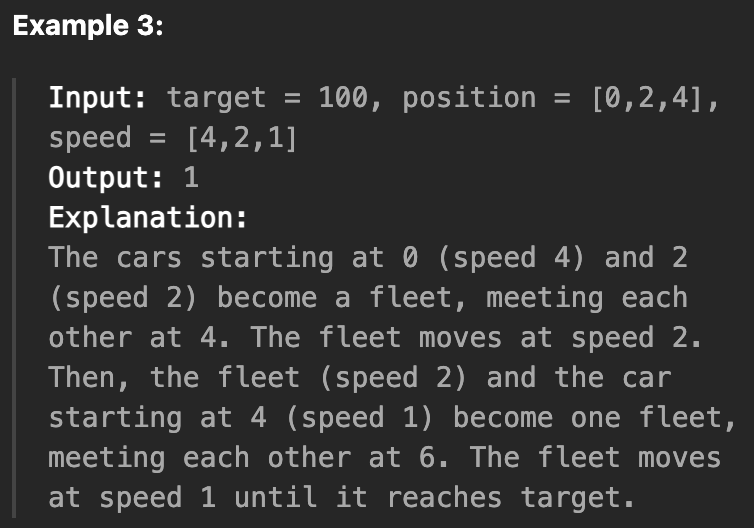 Example 3:
Input: target = 100, position = [0,2,4],
speed = [4,2,1]
Output: 1
Explanation:
The cars starting at 0 (speed 4) and 2
(speed 2) become a fleet, meeting each
other at 4. The fleet moves at speed 2.
Then, the fleet (speed 2) and the car
starting at 4 (speed 1) become one fleet,
meeting each other at 6. The fleet moves
at speed 1 until it reaches target.